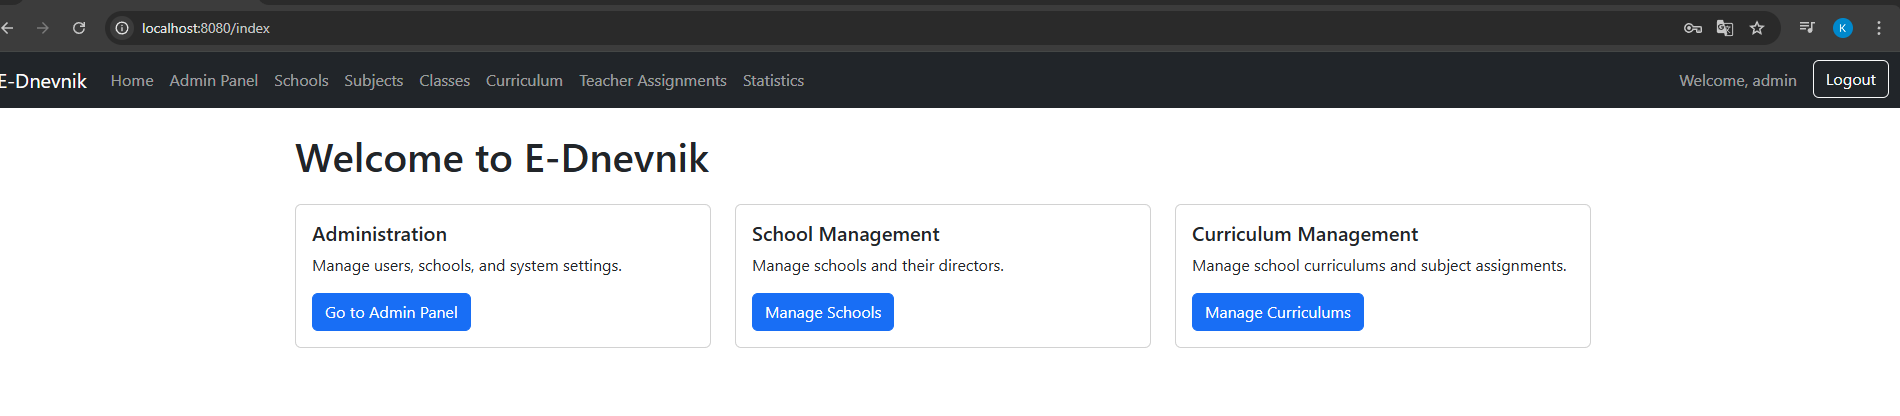 localhost:8080/index
K
E-Dnevnik Home Admin Panel Schools Subjects Classes Curriculum Teacher Assignments Statistics Welcome, admin Logout
Welcome to E-Dnevnik
Administration
Manage users, schools, and system settings.
Go to Admin Panel
School Management
Manage schools and their directors.
Manage Schools
Curriculum Management
Manage school curriculums and subject assignments.
Manage Curriculums